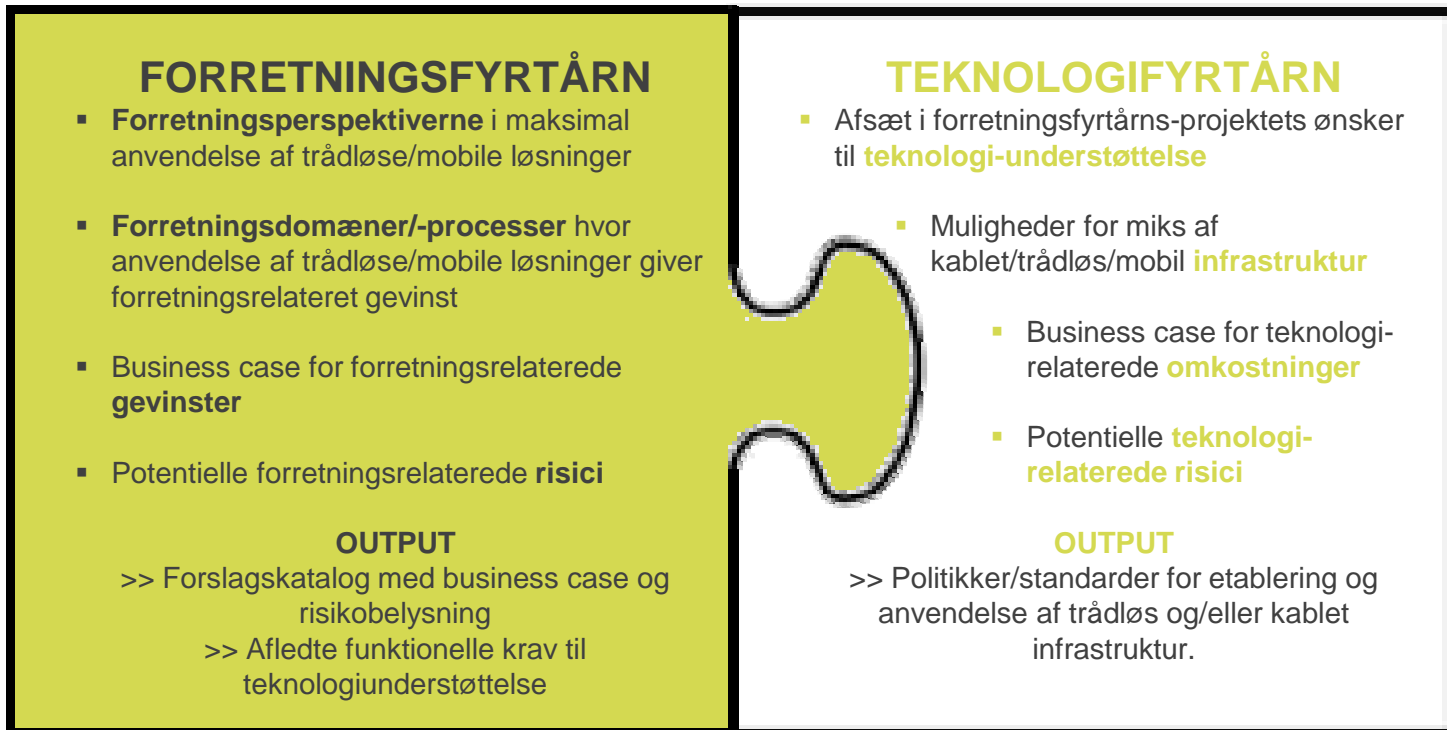 FORRETNINGSFYRTÅRN
▪ Forretningsperspektiverne i maksimal
anvendelse af trådløse/mobile løsninger
▪ Forretningsdomæner/-processer hvor
anvendelse af trådløse/mobile løsninger giver
forretningsrelateret gevinst
▪ Business case for forretningsrelaterede
gevinster
▪ Potentielle forretningsrelaterede risici
OUTPUT
>> Forslagskatalog med business case og
risikobelysning
>> Afledte funktionelle krav til
teknologiunderstøttelse
TEKNOLOGIFYRTÅRN
▪ Afsæt i forretningsfyrtårns-projektets ønsker
til teknologi-understøttelse
▪ Muligheder for miks af
kablet/trådløs/mobil infrastruktur
▪ Business case for teknologi-
relaterede omkostninger
▪ Potentielle teknologi-
relaterede risici
OUTPUT
>> Politikker/standarder for etablering og
anvendelse af trådløs og/eller kablet
infrastruktur.